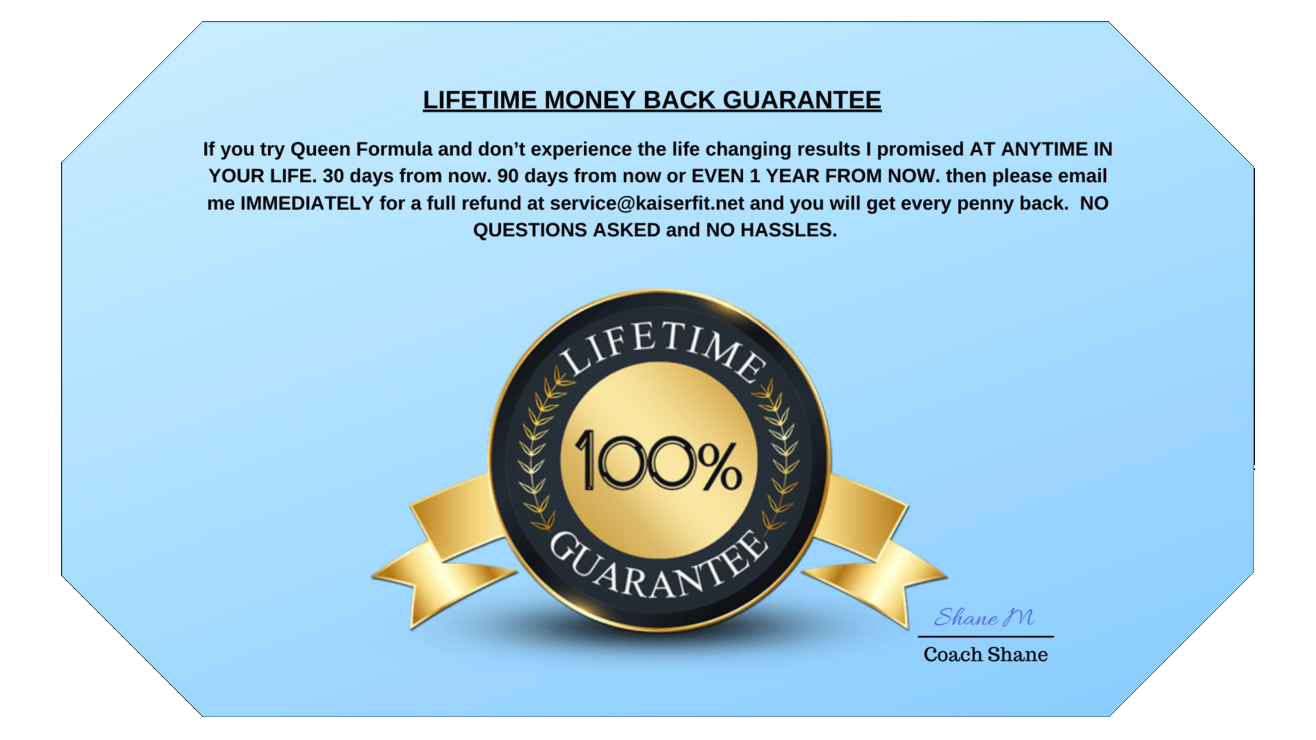 LIFETIME MONEY BACK GUARANTEE
If you try Queen Formula and don’t experience the life changing results I promised AT ANYTIME IN
YOUR LIFE. 30 days from now. 90 days from now or EVEN 1 YEAR FROM NOW. then please email
me IMMEDIATELY for a full refund at service@kaiserfit.net and you will get every penny back.  NO
QUESTIONS ASKED and NO HASSLES.
LIFETIME
100%
GUARANTEE
Shane M
Coach Shane